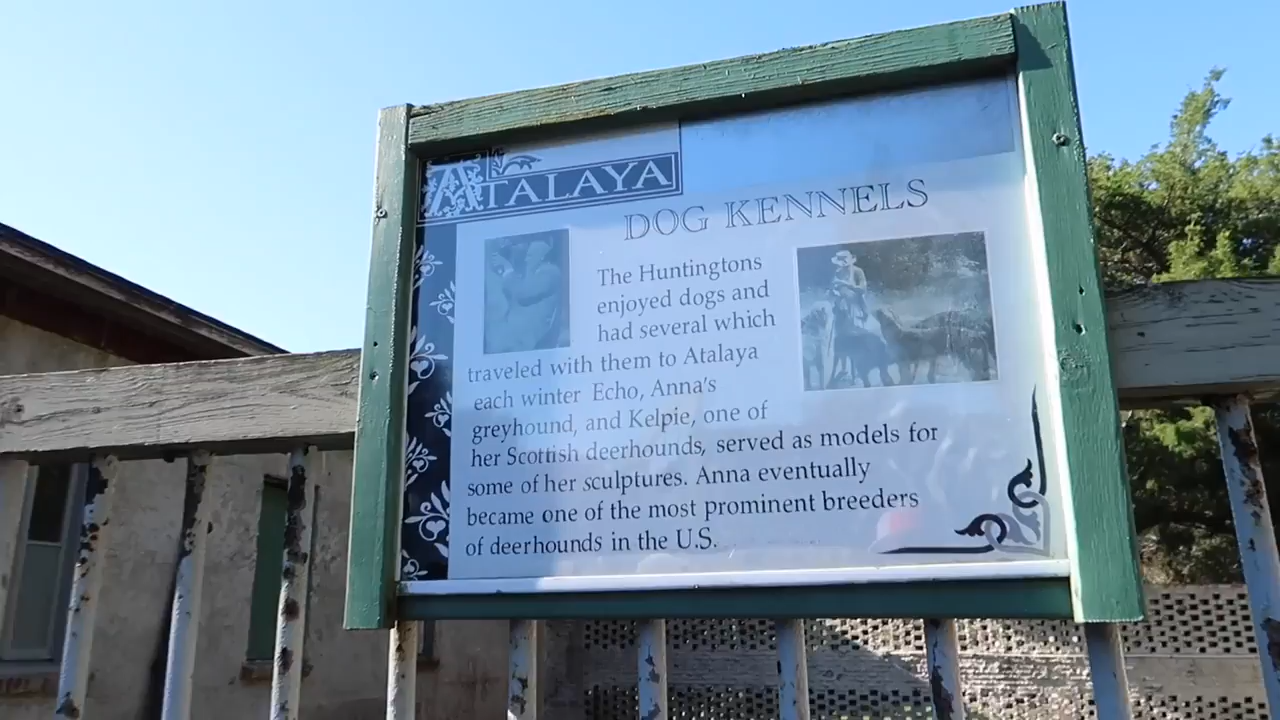 ATALAYA
DOG KENNELS
The Huntingtons
enjoyed dogs and
had several which
traveled with them to Atalaya
each winter Echo, Anna's
greyhound, and Kelpie, one of
her Scottish deerhounds, served as models for
some of her sculptures. Anna eventually
became one of the most prominent breeders
of deerhounds in the U.S.